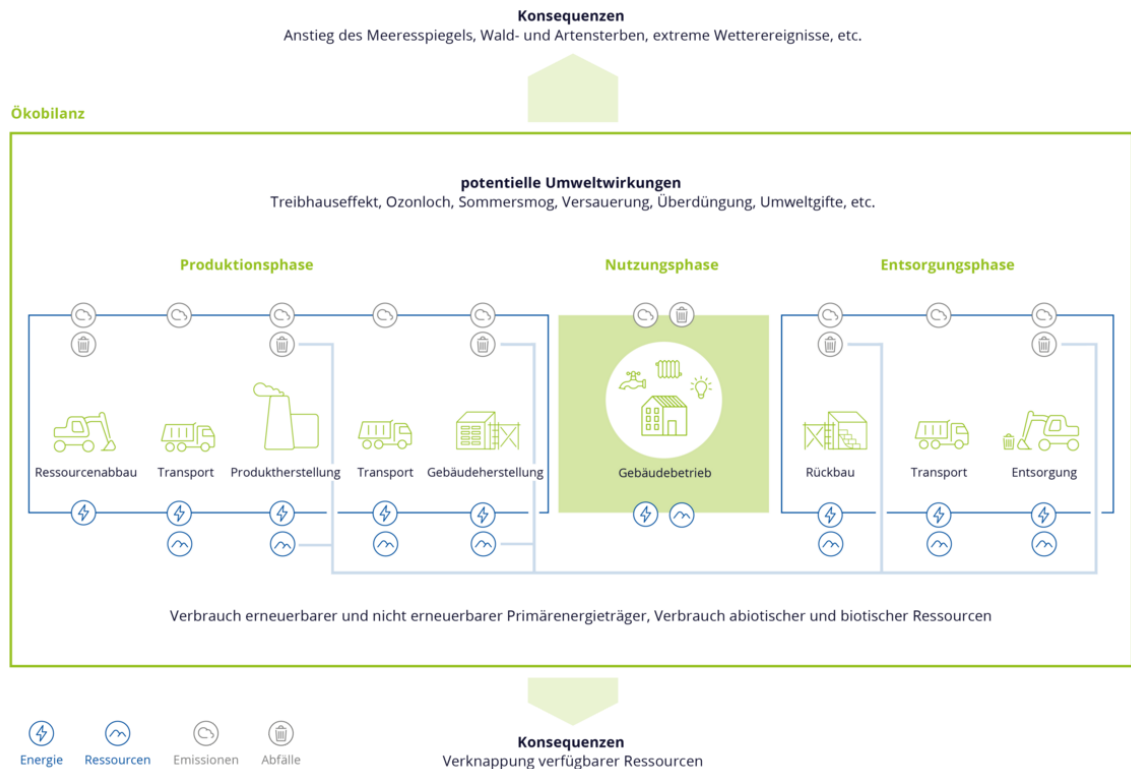 Konsequenzen
Anstieg des Meeresspiegels, Wald- und Artensterben, extreme Wetterereignisse, etc.
Ökobilanz
potentielle Umweltwirkungen
Treibhauseffekt, Ozonloch, Sommersmog, Versauerung, Überdüngung, Umweltgifte, etc.
Produktionsphase
Nutzungsphase
Entsorgungsphase
Ressourcenabbau
Transport
Produktherstellung
Transport
Gebäudeherstellung
Gebäudebetrieb
Rückbau
Transport
Entsorgung
Verbrauch erneuerbarer und nicht erneuerbarer Primärenergieträger, Verbrauch abiotischer und biotischer Ressourcen
Energie
Ressourcen
Emissionen
Abfälle
Konsequenzen
Verknappung verfügbarer Ressourcen